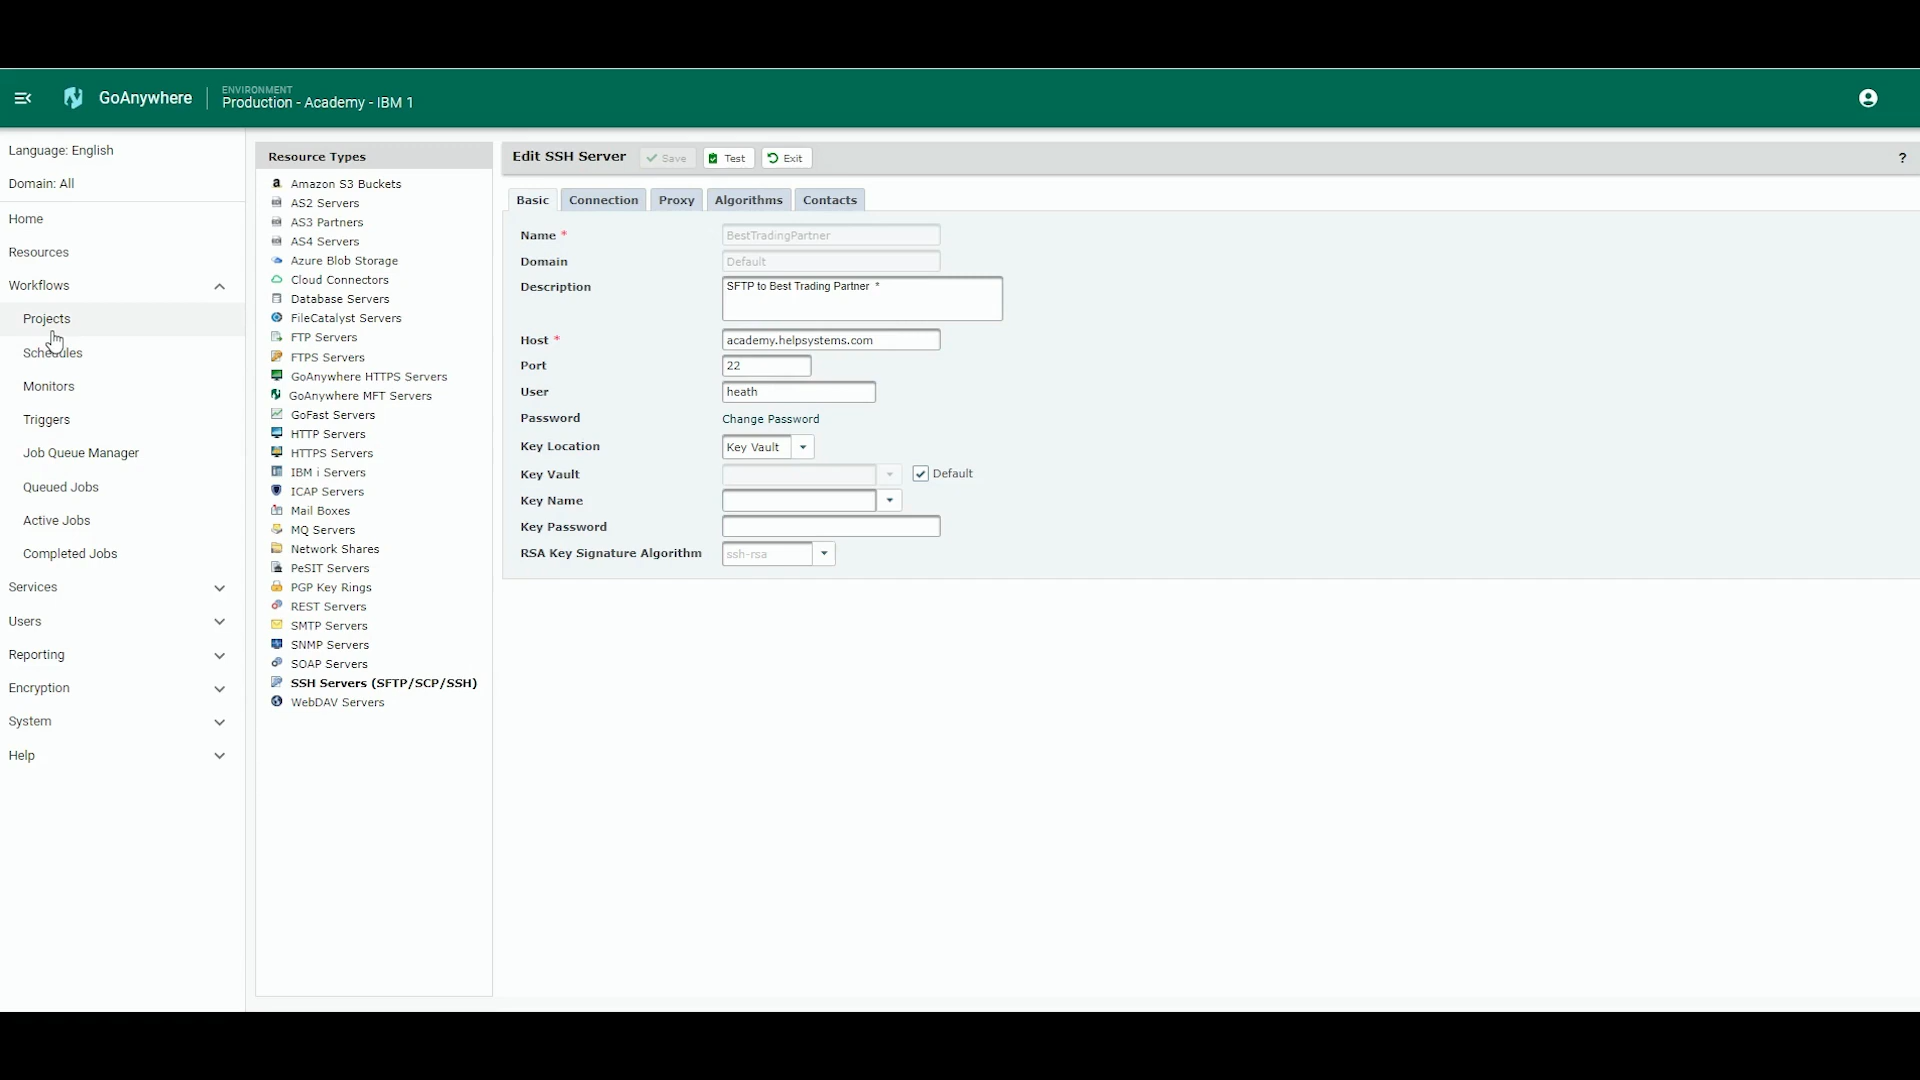 GoAnywhere
ENVIRONMENT
Production - Academy - IBM 1
Language: English
Domain: All
Home
Resources
Workflows
Projects
Schedules
Monitors
Triggers
Job Queue Manager
Queued Jobs
Active Jobs
Completed Jobs
Services
Users
Reporting
Encryption
System
Help
Resource Types
Amazon S3 Buckets
AS2 Servers
AS3 Partners
AS4 Servers
Azure Blob Storage
Cloud Connectors
Database Servers
FileCatalyst Servers
FTP Servers
FTPS Servers
GoAnywhere HTTPS Servers
GoAnywhere MFT Servers
GoFast Servers
HTTP Servers
HTTPS Servers
IBM i Servers
ICAP Servers
Mail Boxes
MQ Servers
Network Shares
PeSIT Servers
PGP Key Rings
REST Servers
SMTP Servers
SNMP Servers
SOAP Servers
SSH Servers (SFTP/SCP/SSH)
WebDAV Servers
Edit SSH Server Save Test Exit ?
Basic Connection Proxy Algorithms Contacts
Name * BestTradingPartner
Domain Default
Description SFTP to Best Trading Partner *
Host * academy.helpsystems.com
Port 22
User heath
Password Change Password
Key Location Key Vault
Key Vault Default
Key Name
Key Password
RSA Key Signature Algorithm ssh-rsa